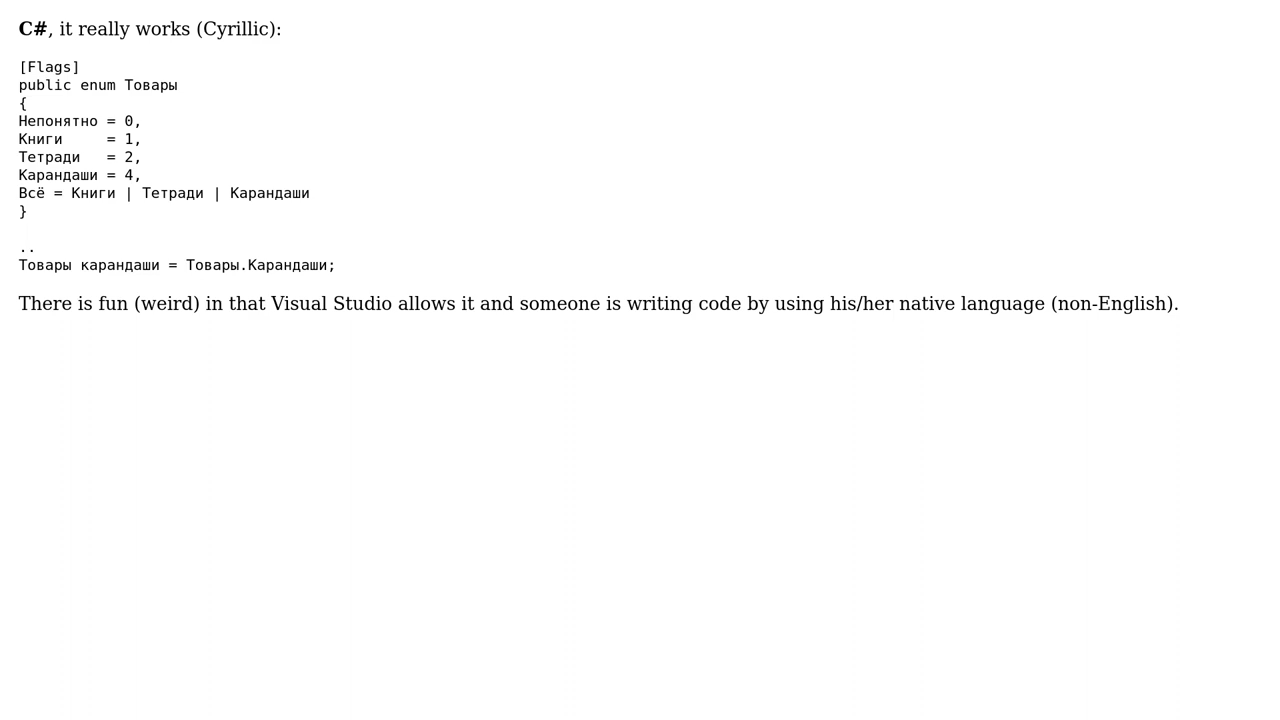 C#, it really works (Cyrillic):
[Flags]
public enum Товары
{
Непонятно = 0,
Книги     = 1,
Тетради   = 2,
Карандаши = 4,
Всё = Книги | Тетради | Карандаши
}
..
Товары карандаши = Товары.Карандаши;
There is fun (weird) in that Visual Studio allows it and someone is writing code by using his/her native language (non-English).